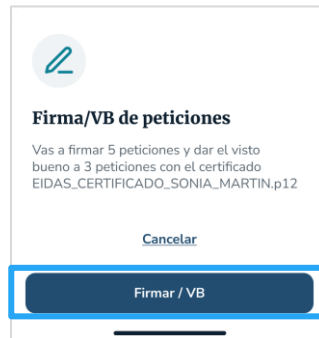 Firma/VB de peticiones
Vas a firmar 5 peticiones y dar el visto
bueno a 3 peticiones con el certificado
EIDAS_CERTIFICADO_SONIA_MARTIN.p12
Cancelar
Firmar / VB